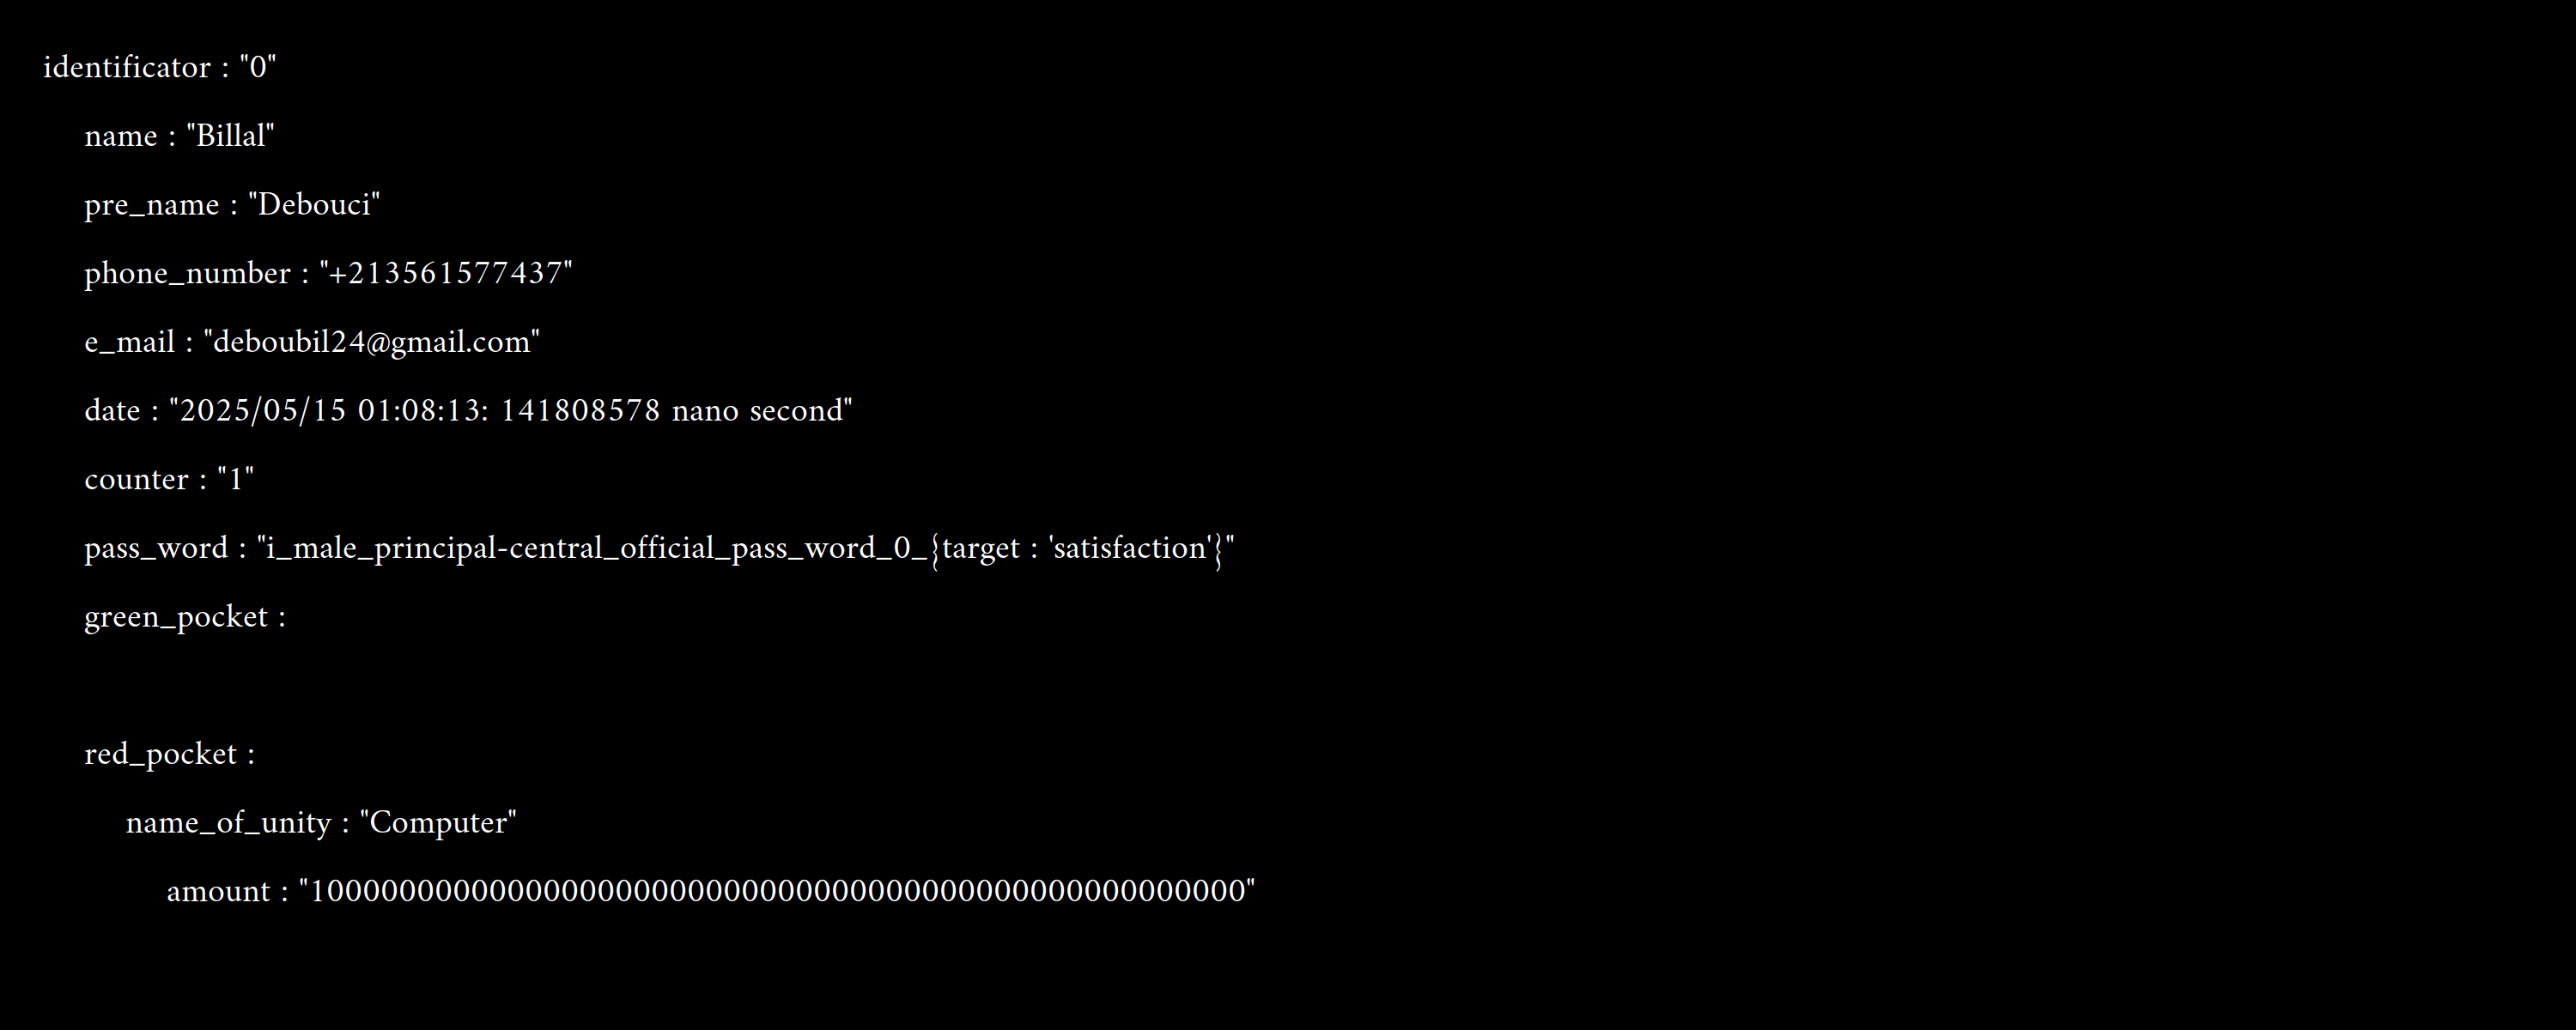 identificator : "0"
name : "Billal"
pre_name : "Debouci"
phone_number : "+213561577437"
e_mail : "deboubil24@gmail.com"
date : "2025/05/15 01:08:13: 141808578 nano second"
counter : "1"
pass_word : "i_male_principal-central_official_pass_word_0_{target : 'satisfaction'}"
green_pocket :
red_pocket :
name_of_unity : "Computer"
amount : "1000000000000000000000000000000000000000000000000000"